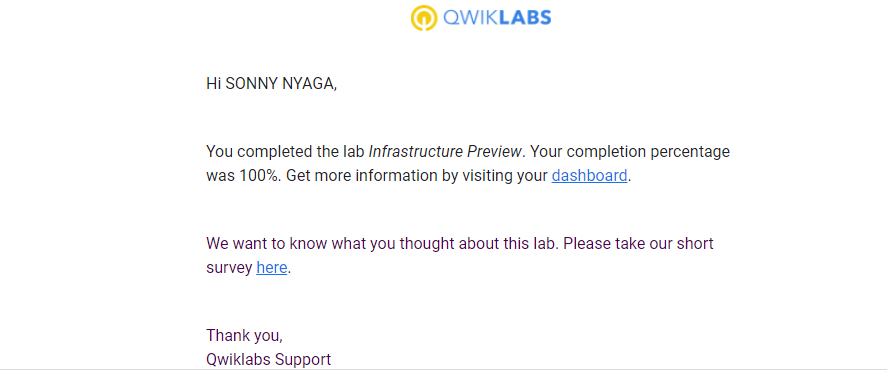 QWIKLABS
Hi SONNY NYAGA,
You completed the lab Infrastructure Preview. Your completion percentage
was 100%. Get more information by visiting your dashboard.
We want to know what you thought about this lab. Please take our short
survey here.
Thank you,
Qwiklabs Support